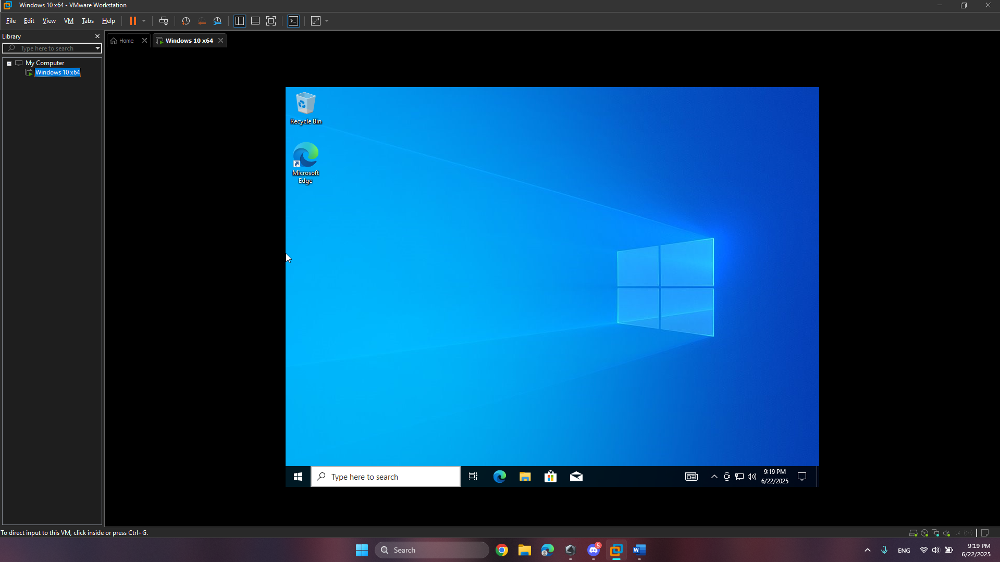 Windows 10 x64 - VMware Workstation
File Edit View VM Tabs Help
Library
Type here to search
My Computer
Windows 10 x64
Home
Windows 10 x64
Recycle Bin
Microsoft
Edge
Type here to search
9:19 PM
6/22/2025
To direct input to this VM, click inside or press Ctrl+G.
Search
5
ENG
9:19 PM
6/22/2025